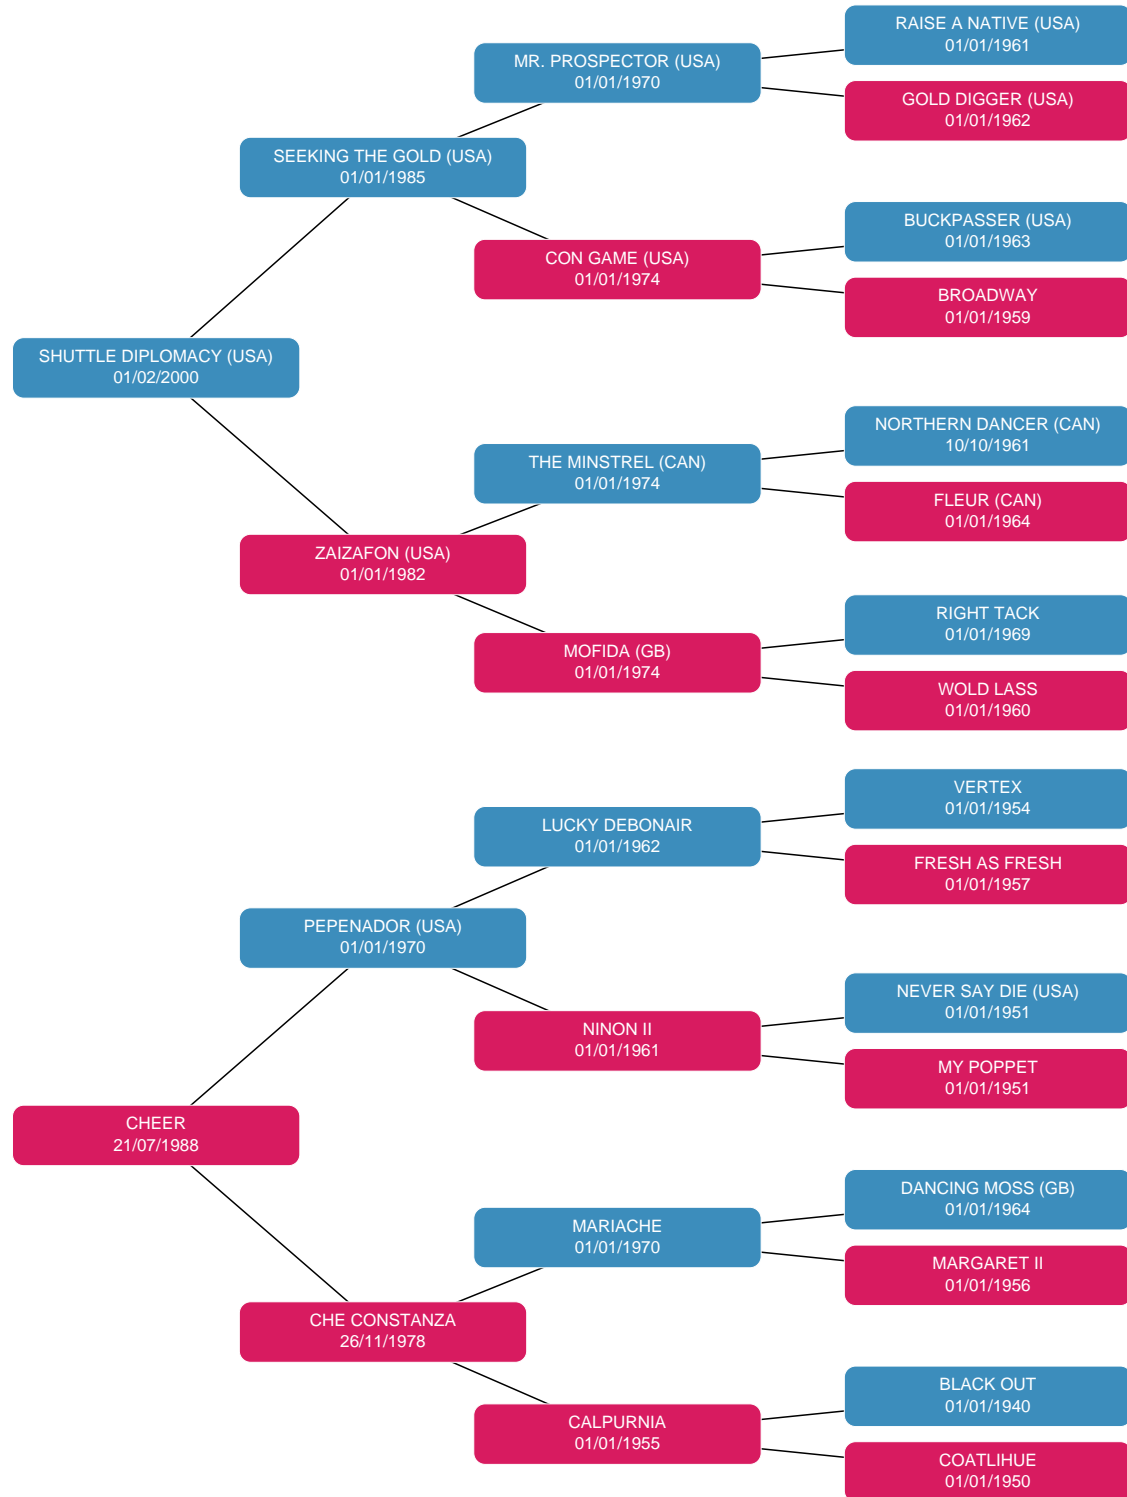 RAISE A NATIVE (USA)
01/01/1961
MR. PROSPECTOR (USA)
01/01/1970
GOLD DIGGER (USA)
01/01/1962
SEEKING THE GOLD (USA)
01/01/1985
BUCKPASSER (USA)
01/01/1963
CON GAME (USA)
01/01/1974
BROADWAY
01/01/1959
SHUTTLE DIPLOMACY (USA)
01/02/2000
NORTHERN DANCER (CAN)
10/10/1961
THE MINSTREL (CAN)
01/01/1974
FLEUR (CAN)
01/01/1964
ZAIZAFON (USA)
01/01/1982
RIGHT TACK
01/01/1969
MOFIDA (GB)
01/01/1974
WOLD LASS
01/01/1960
VERTEX
01/01/1954
LUCKY DEBONAIR
01/01/1962
FRESH AS FRESH
01/01/1957
PEPENADOR (USA)
01/01/1970
NEVER SAY DIE (USA)
01/01/1951
NINON II
01/01/1961
MY POPPET
01/01/1951
CHEER
21/07/1988
DANCING MOSS (GB)
01/01/1964
MARIACHE
01/01/1970
MARGARET II
01/01/1956
CHE CONSTANZA
26/11/1978
BLACK OUT
01/01/1940
CALPURNIA
01/01/1955
COATLIHUE
01/01/1950